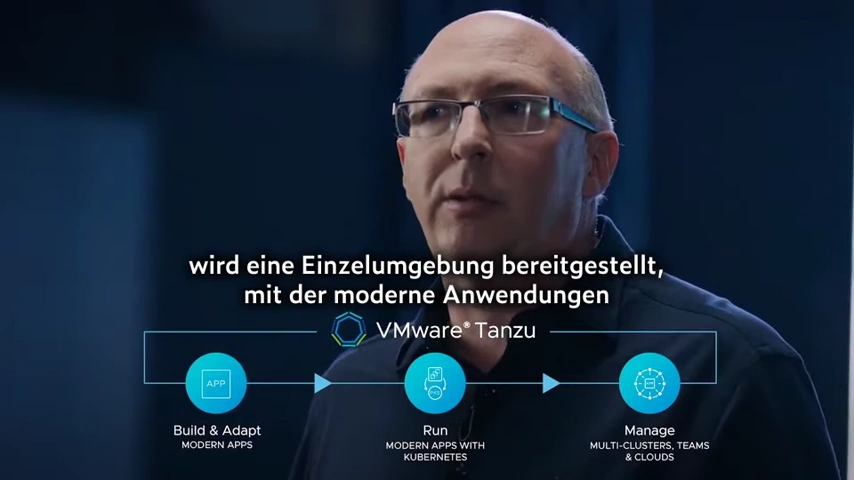 wird eine Einzelumgebung bereitgestellt,
mit der moderne Anwendungen
VMware® Tanzu
APP
Build & Adapt
MODERN APPS
Run
MODERN APPS WITH
KUBERNETES
Manage
MULTI-CLUSTERS, TEAMS
& CLOUDS